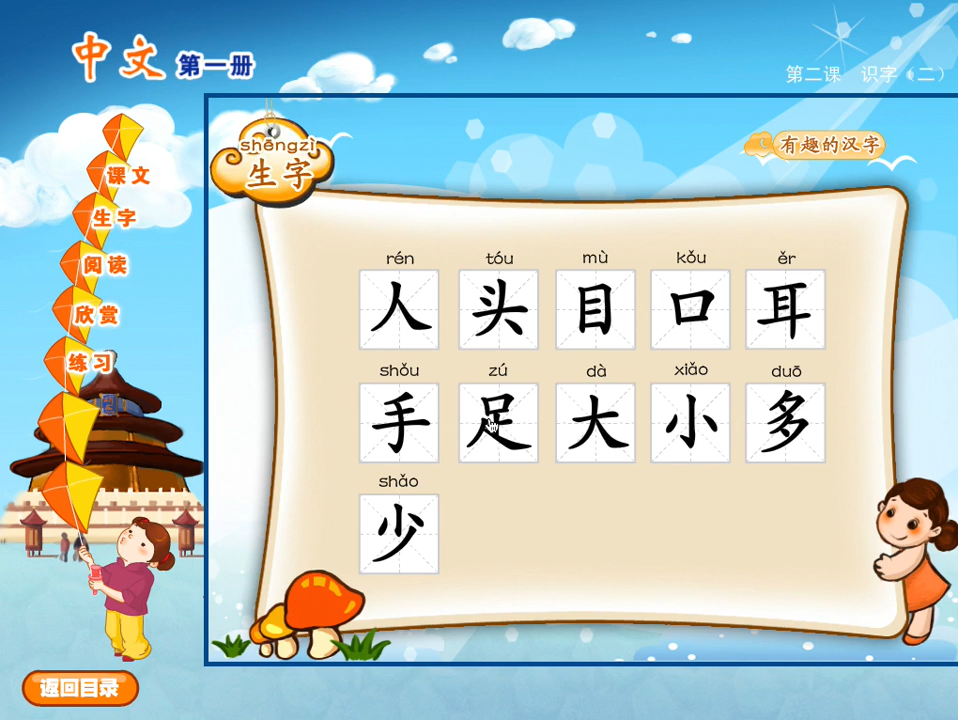 中文 第一册
第二课 识字（二）
课文
生字
阅读
欣赏
练习
返回目录
shēngzì
生字
有趣的汉字
rén tóu mù kǒu ěr
人 头 目 口 耳
shǒu zú dà xiǎo duō
手 足 大 小 多
shǎo
少